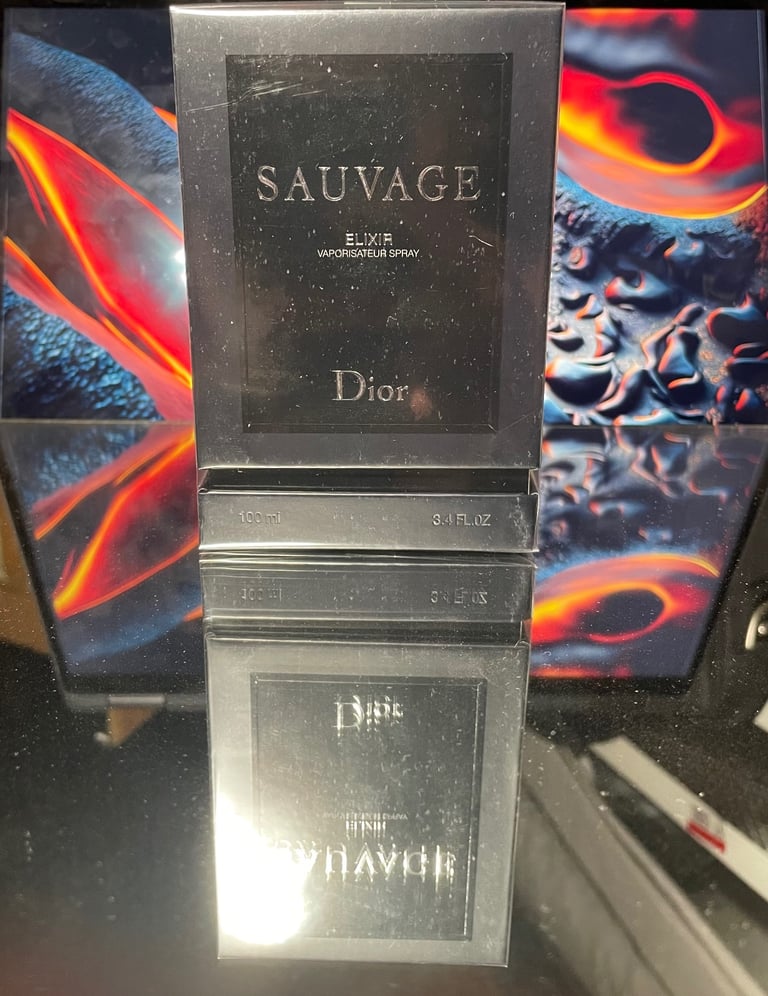 SAUVAGE
ELIXIR
VAPORISATEUR SPRAY
Dior
100 ml
3.4 FL.OZ